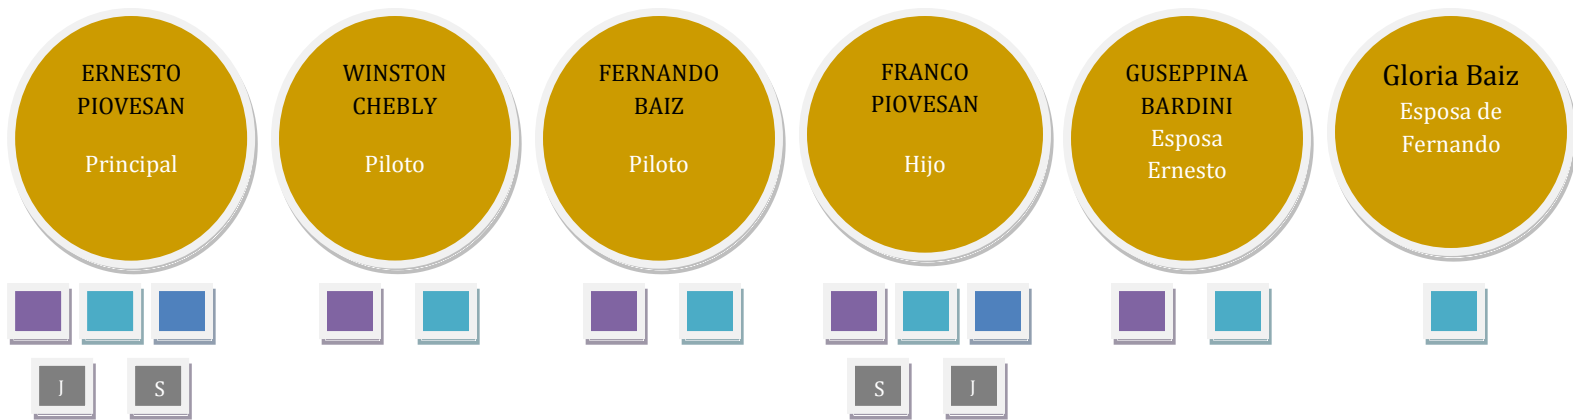 ERNESTO
PIOVESAN
Principal
WINSTON
CHEBLY
Piloto
FERNANDO
BAIZ
Piloto
FRANCO
PIOVESAN
Hijo
GUSEPPINA
BARDINI
Esposa
Ernesto
Gloria Baiz
Esposa de
Fernando
J
S
S
J